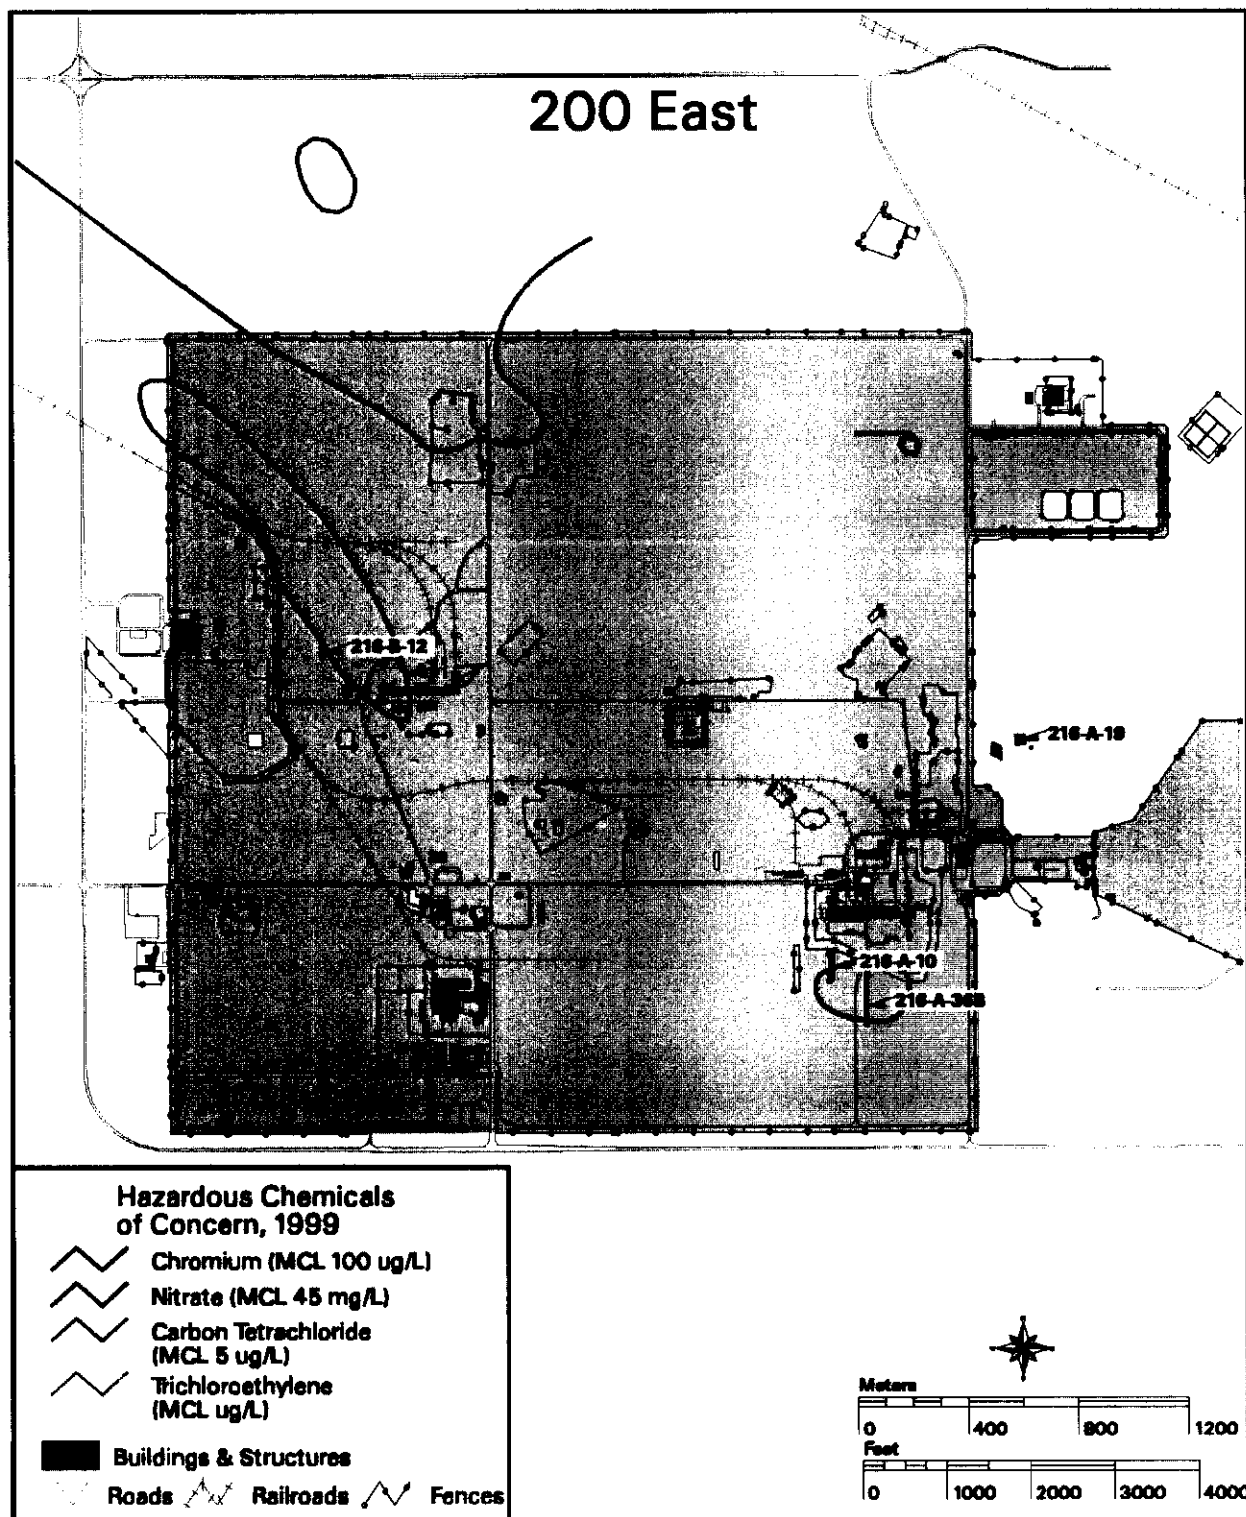 200 East
216-B-12
216-A-19
216-A-10
216-A-36B
Hazardous Chemicals
of Concern, 1999
Chromium (MCL 100 ug/L)
Nitrate (MCL 45 mg/L)
Carbon Tetrachloride
(MCL 5 ug/L)
Trichloroethylene
(MCL ug/L)
Buildings & Structures
Roads Railroads Fences
Meters
0 400 800 1200
Feet
0 1000 2000 3000 4000